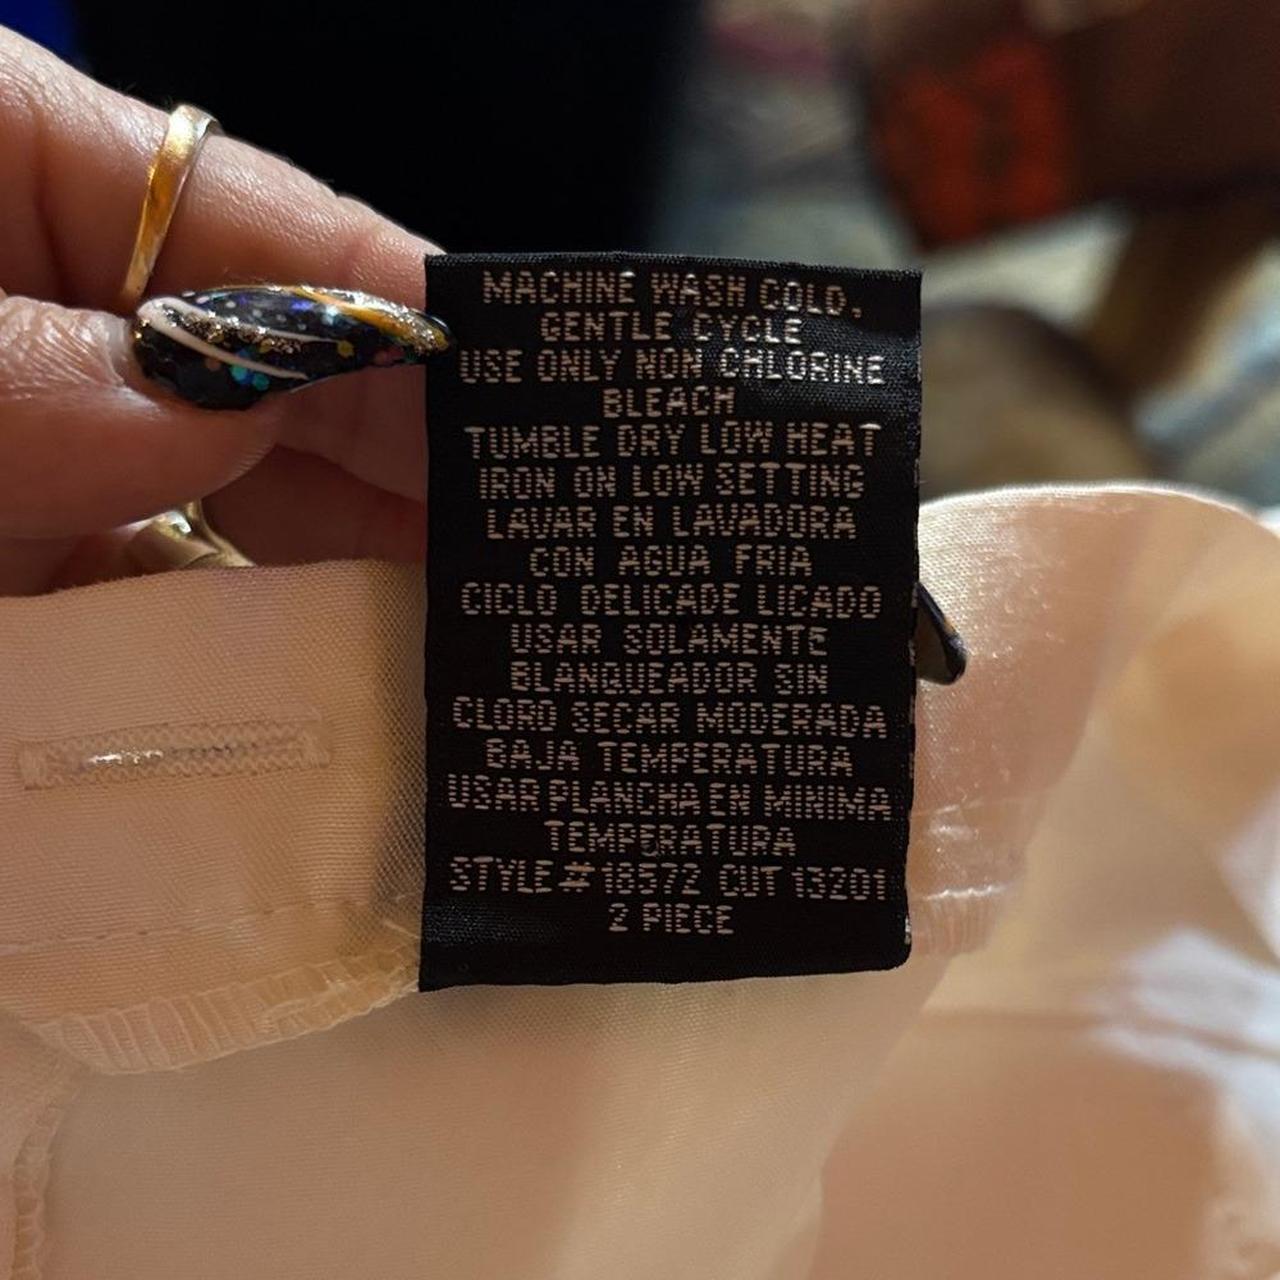 MACHINE WASH COLD,
GENTLE CYCLE
USE ONLY NON CHLORINE
BLEACH
TUMBLE DRY LOW HEAT
IRON ON LOW SETTING
LAVAR EN LAVADORA
CON AGUA FRIA
CICLO DELICADE LICADO
USAR SOLAMENTE
BLANQUEADOR SIN
CLORO SECAR MODERADA
BAJA TEMPERATURA
USAR PLANCHA EN MINIMA
TEMPERATURA
STYLE#18572 CUT 13201
2 PIECE